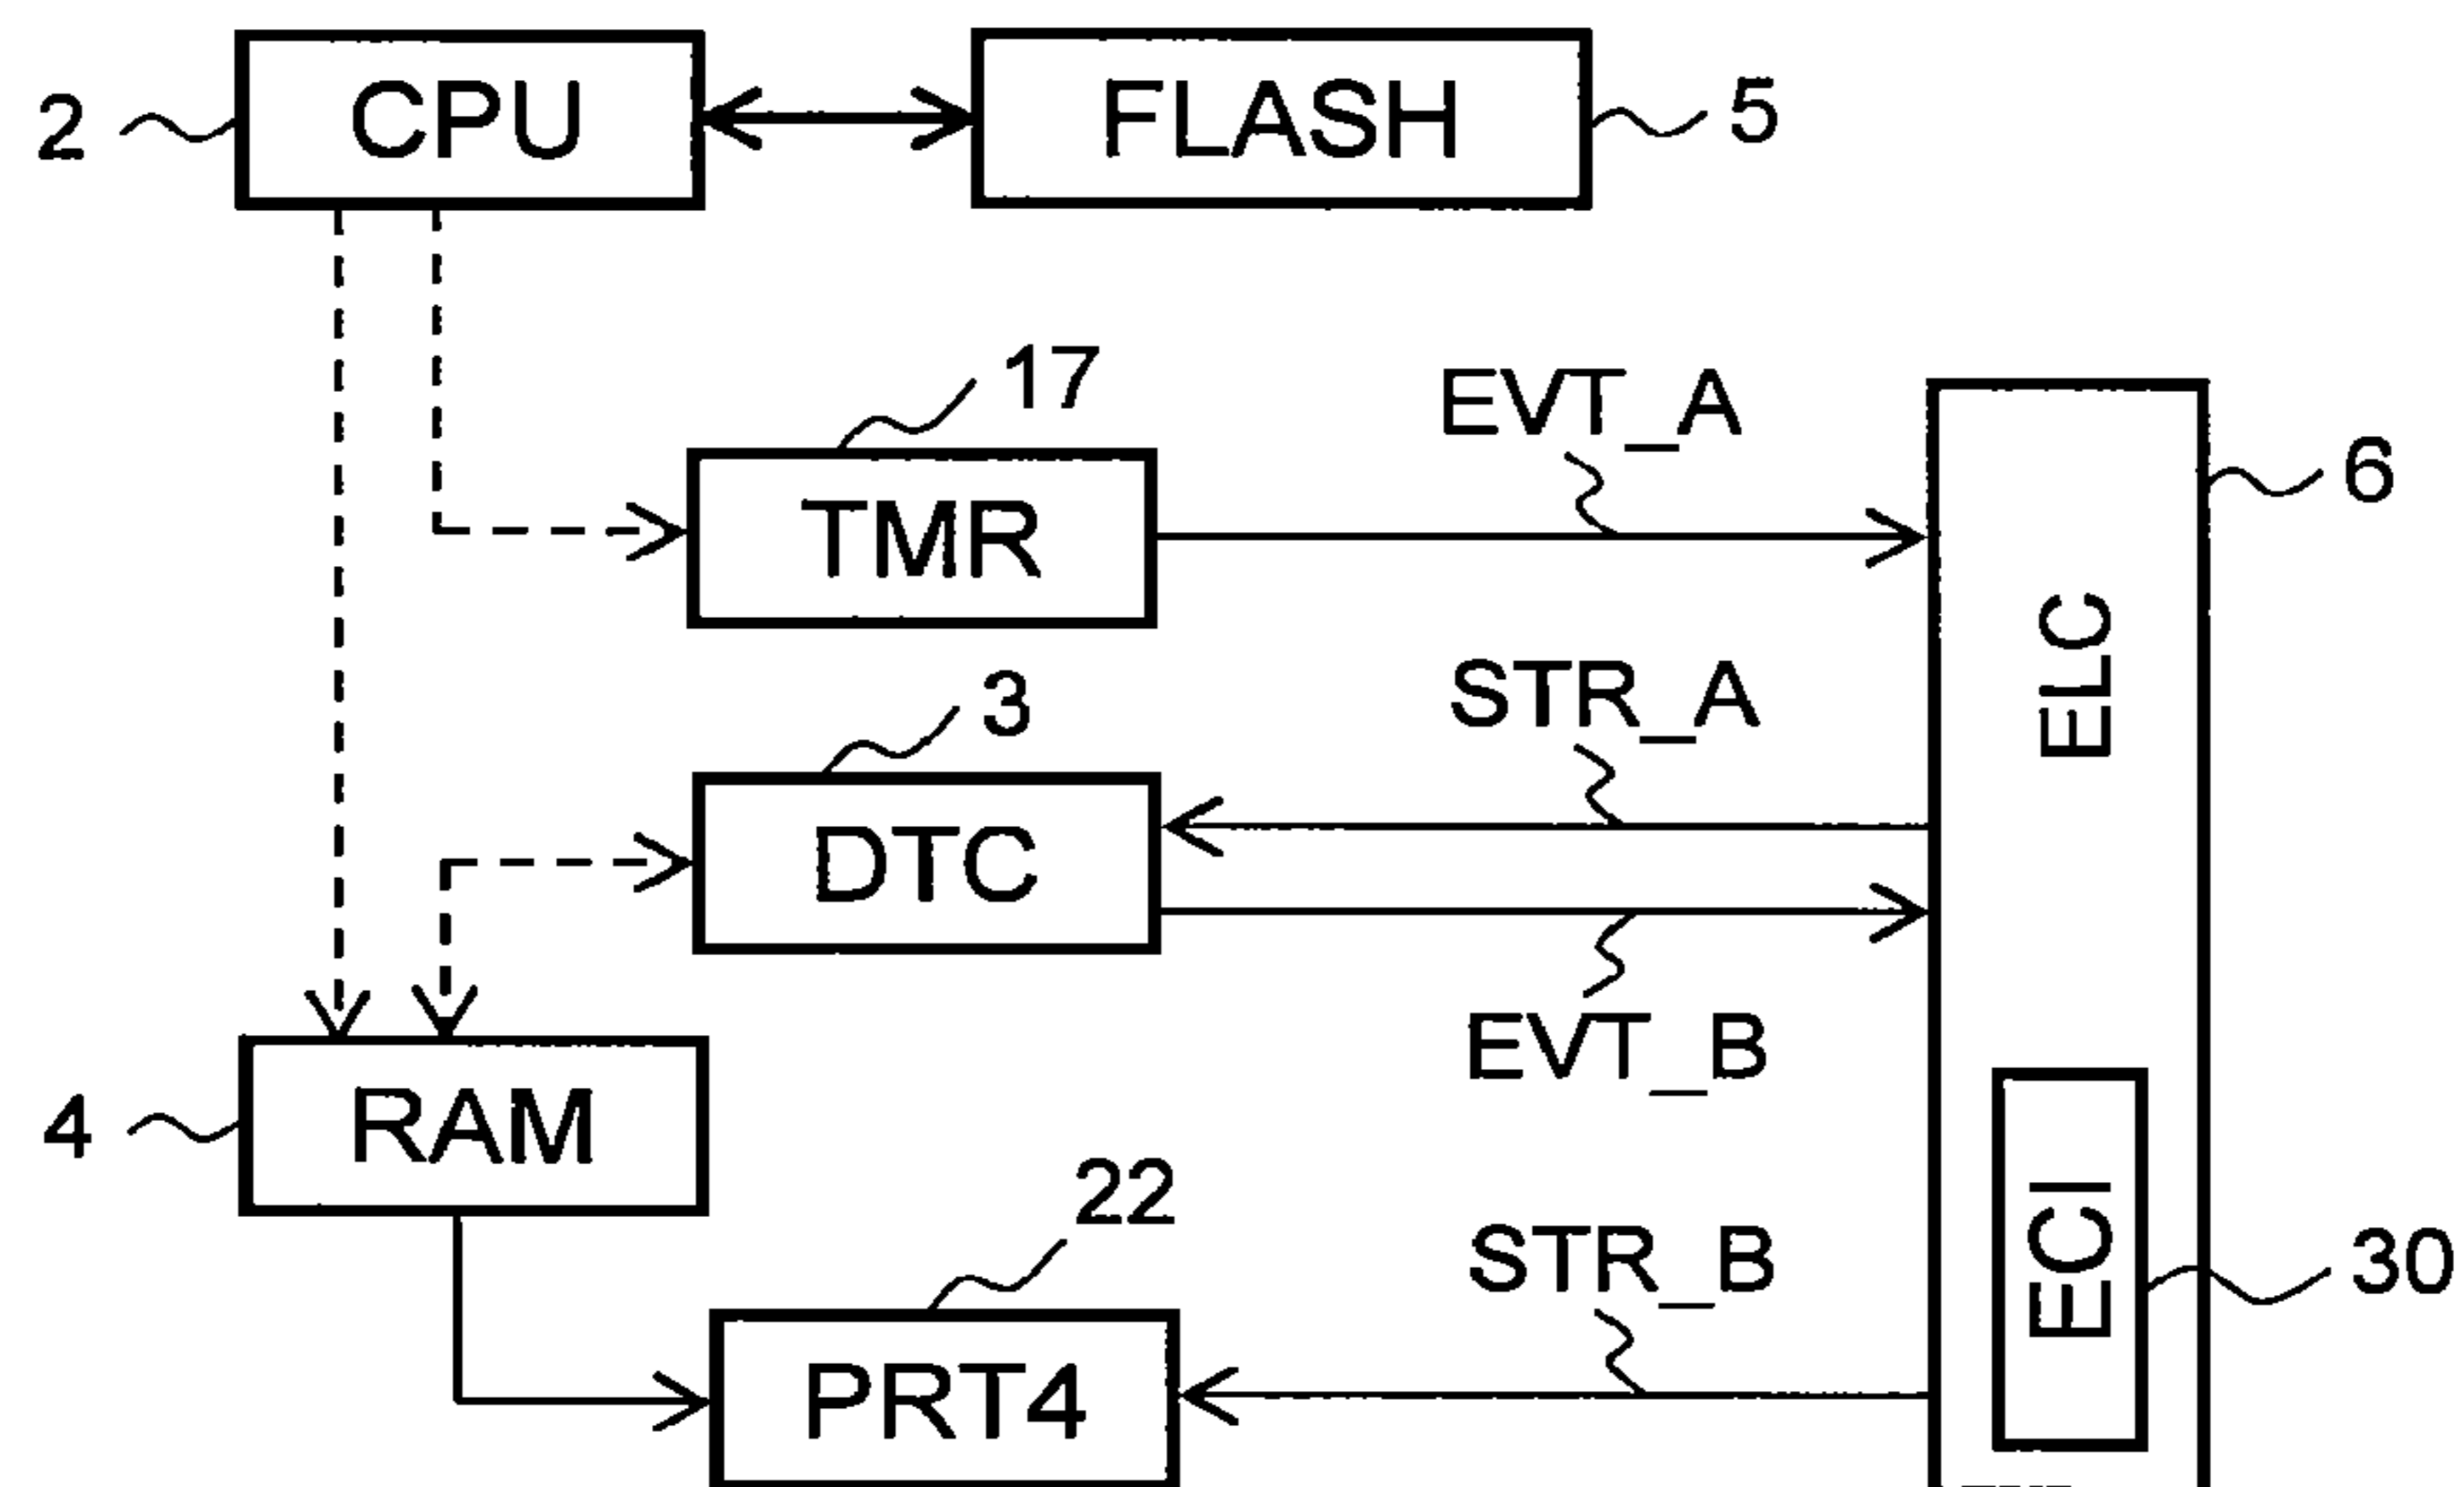 2
CPU
FLASH
5
17
TMR
EVT_A
6
ELC
STR_A
3
DTC
EVT_B
4
RAM
22
PRT4
STR_B
ECI
30